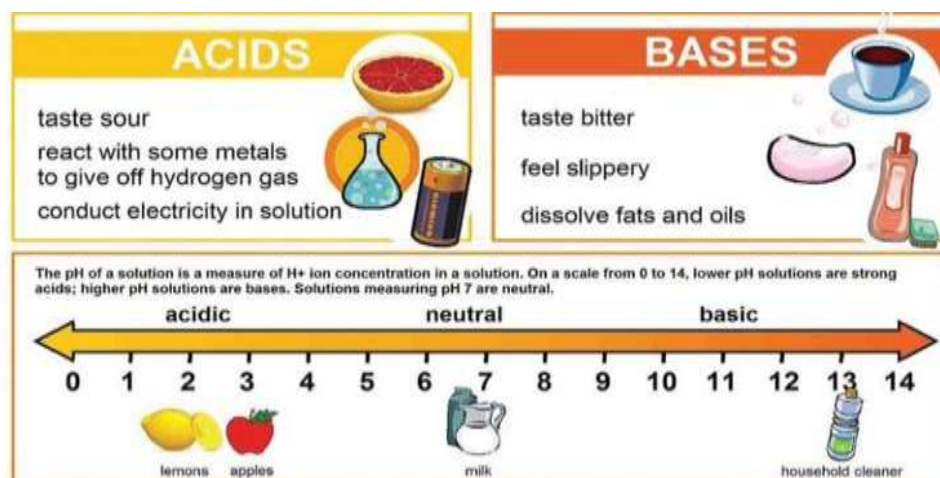 ACIDS
taste sour
react with some metals
to give off hydrogen gas
conduct electricity in solution
BASES
taste bitter
feel slippery
dissolve fats and oils
The pH of a solution is a measure of H+ ion concentration in a solution. On a scale from 0 to 14, lower pH solutions are strong
acids; higher pH solutions are bases. Solutions measuring pH 7 are neutral.
acidic neutral basic
0 1 2 3 4 5 6 7 8 9 10 11 12 13 14
lemons apples milk household cleaner